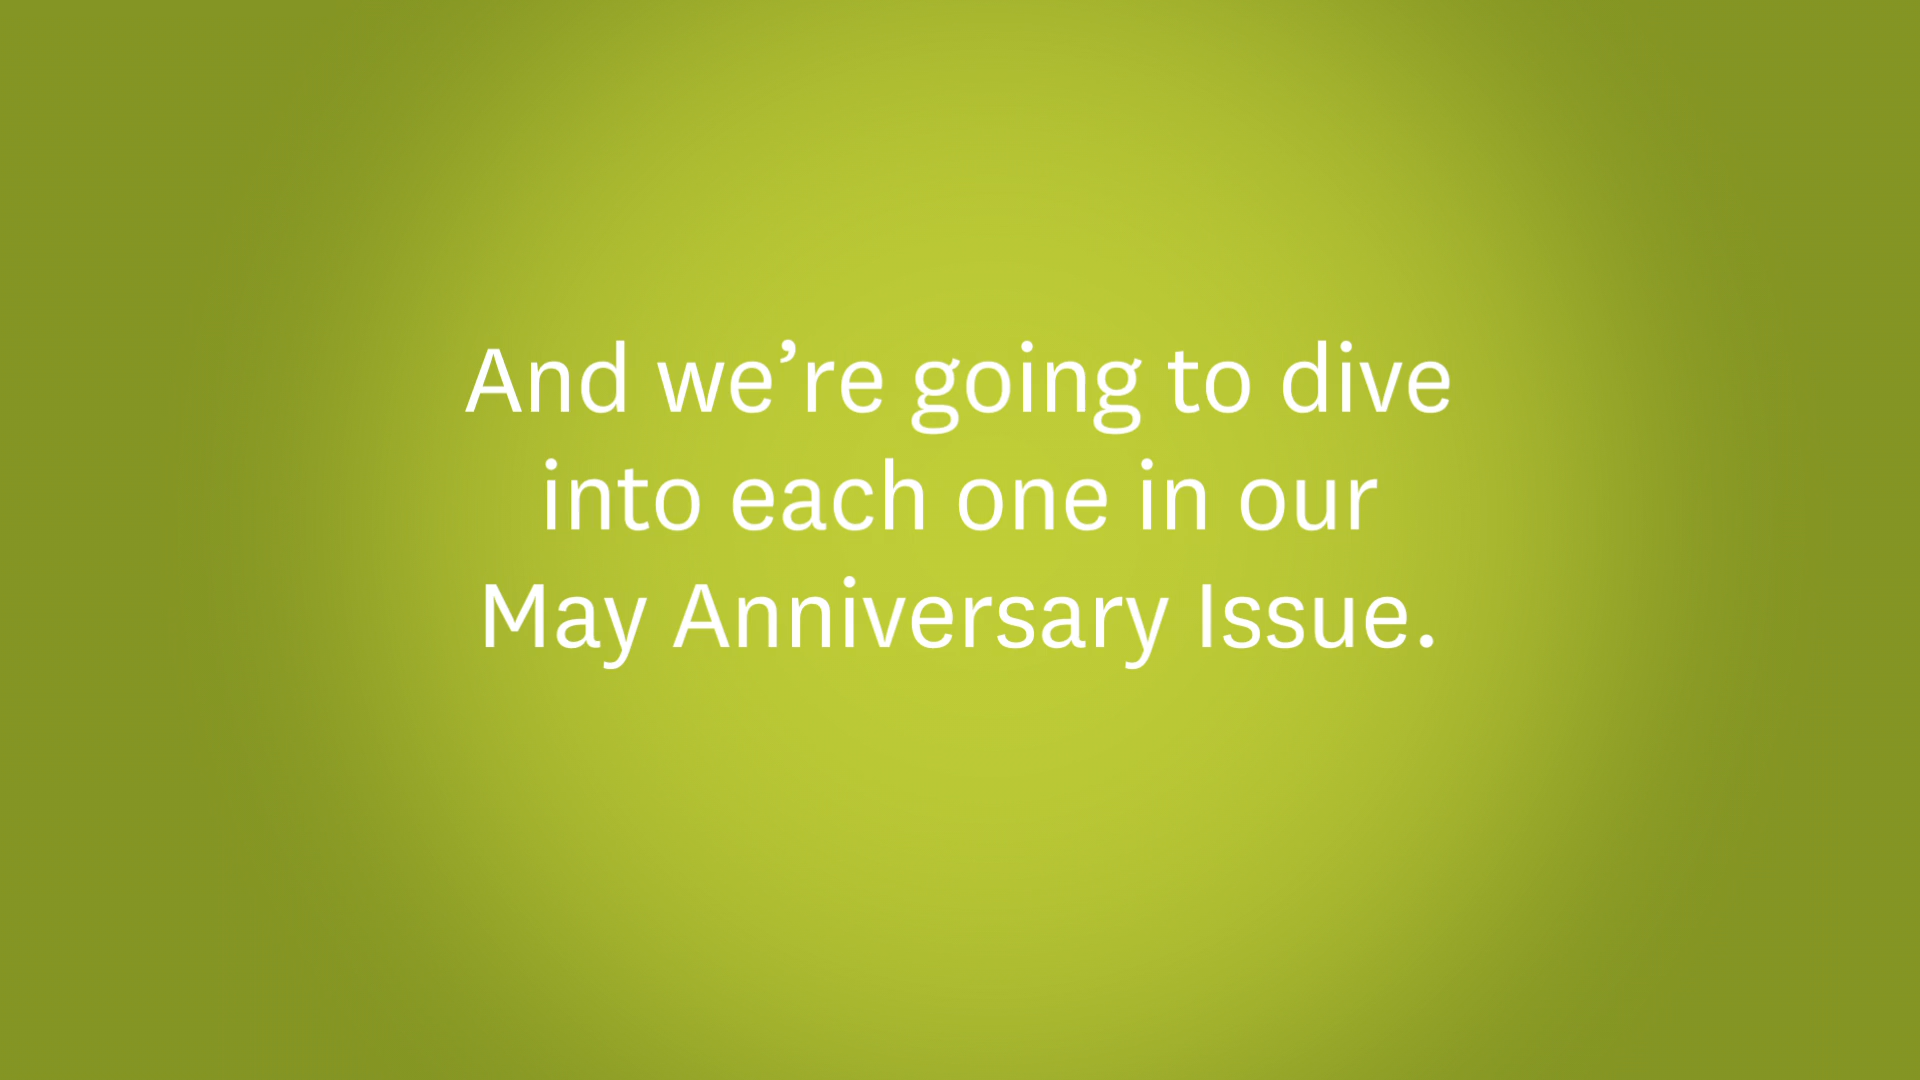 And we’re going to dive
into each one in our
May Anniversary Issue.